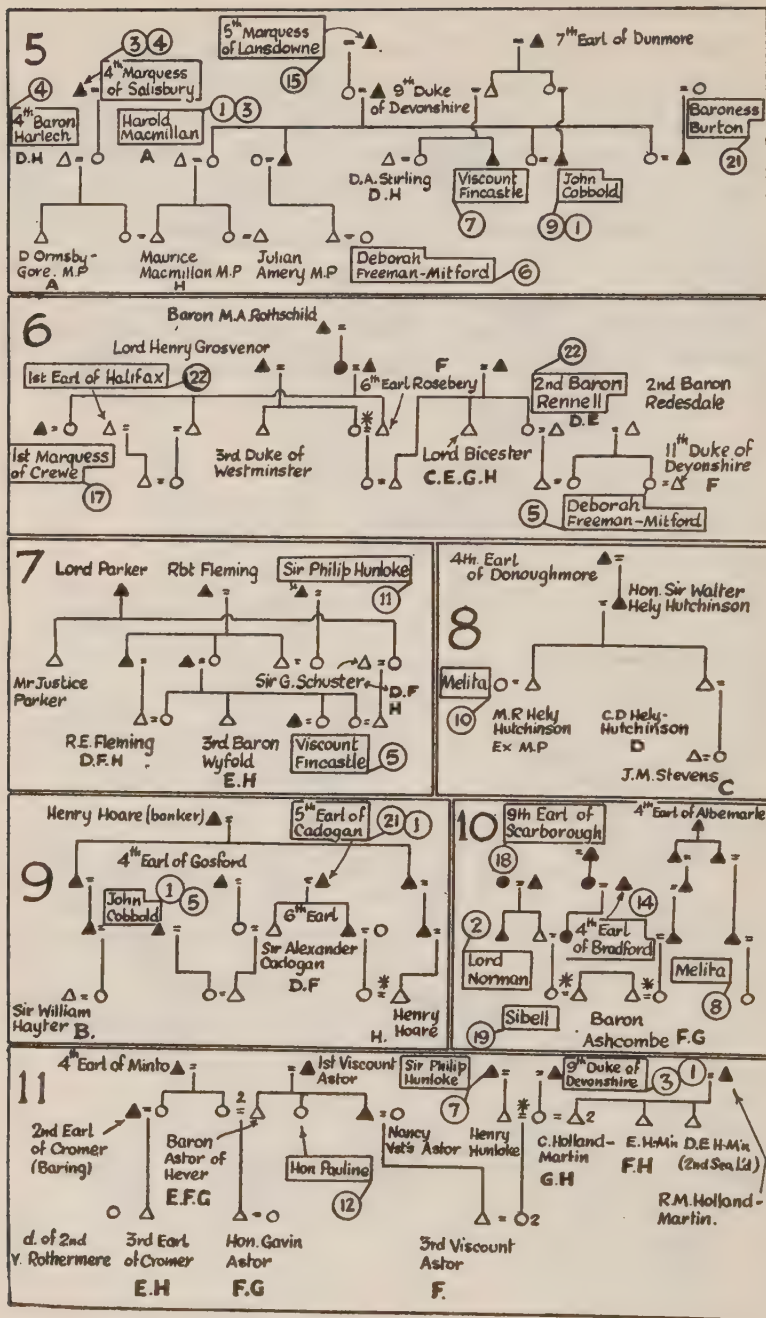 5
3 4
5th Marquess
of Lansdowne
15
7th Earl of Dunmore
4
4th Marquess
of Salisbury
9th Duke
of Devonshire
4th Baron
Harlech
Harold
Macmillan
1 3
Baroness
Burton
21
D.H
A
D.A. Stirling
D.H
Viscount
Fincastle
7
John
Cobbold
9 1
D Ormsby-
Gore. M.P
A
Maurice
Macmillan M.P
H
Julian
Amery M.P
Deborah
Freeman-Mitford
6
6
Baron M.A. Rothschild
Lord Henry Grosvenor
1st Earl of Halifax
22
6th Earl Rosebery
F
22
2nd Baron
Rennell
D.E
2nd Baron
Redesdale
*
1st Marquess
of Crewe
17
3rd Duke of
Westminster
Lord Bicester
C.E.G.H
11th Duke of
Devonshire
F
5
Deborah
Freeman-Mitford
7
Lord Parker
Rbt Fleming
Sir Philip Hunloke
11
Mr Justice
Parker
Sir G. Schuster
D.F
H
R.E. Fleming
D.F.H
3rd Baron
Wyfold
E.H
Viscount
Fincastle
5
8
4th. Earl
of Donoughmore
Hon. Sir Walter
Hely Hutchinson
Melita
10
M.R Hely
Hutchinson
Ex M.P
C.D Hely-
Hutchinson
D
J.M. Stevens C
9
Henry Hoare (banker)
5th Earl of
Cadogan
21 1
4th Earl of Gosford
John
Cobbold
1 5
6th Earl
Sir Alexander
Cadogan
D.F
*
Sir William
Hayter B.
H.
Henry
Hoare
10
9th Earl of
Scarborough
18
4th Earl of Albemarle
2
Lord
Norman
4th Earl
of Bradford
14
Melita
8
* *
19
Sibell
Baron
Ashcombe F.G
11
4th Earl of Minto
1st Viscount
Astor
Sir Philip
Hunloke
7
9th Duke of
Devonshire
3 1
2nd Earl
of Cromer
(Baring)
2
Baron
Astor of
Hever
E.F.G
Hon Pauline
12
Nancy
Vst's Astor
Henry
Hunloke
*
2
C. Holland-
Martin
G.H
E. H-M'n
F.H
D.E H-M'n
(2nd Sea L'd)
R.M. Holland-
Martin.
d. of 2nd
V. Rothermere
3rd Earl
of Cromer
E.H
Hon. Gavin
Astor
F.G
3rd Viscount
Astor
F.
2